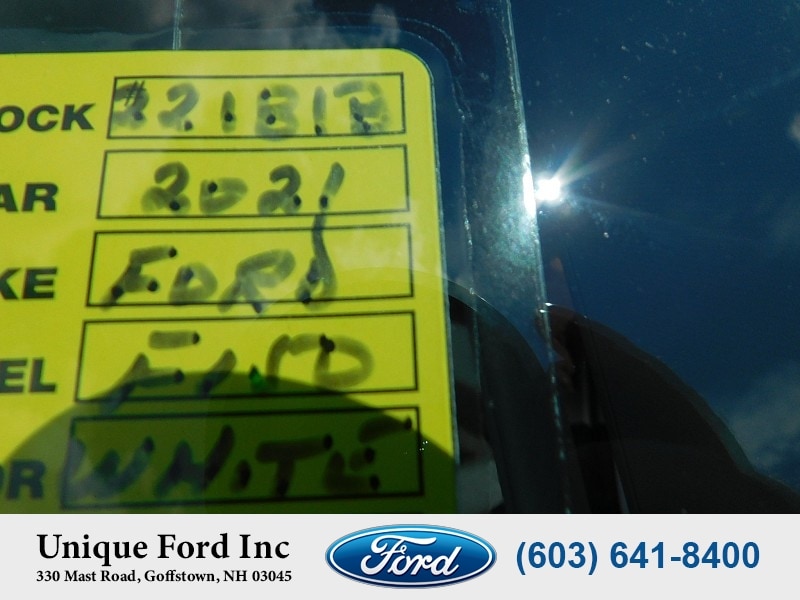 OCK #22181B
AR 2021
KE FORD
EL F-150
OR WHITE
Unique Ford Inc
330 Mast Road, Goffstown, NH 03045
Ford
(603) 641-8400